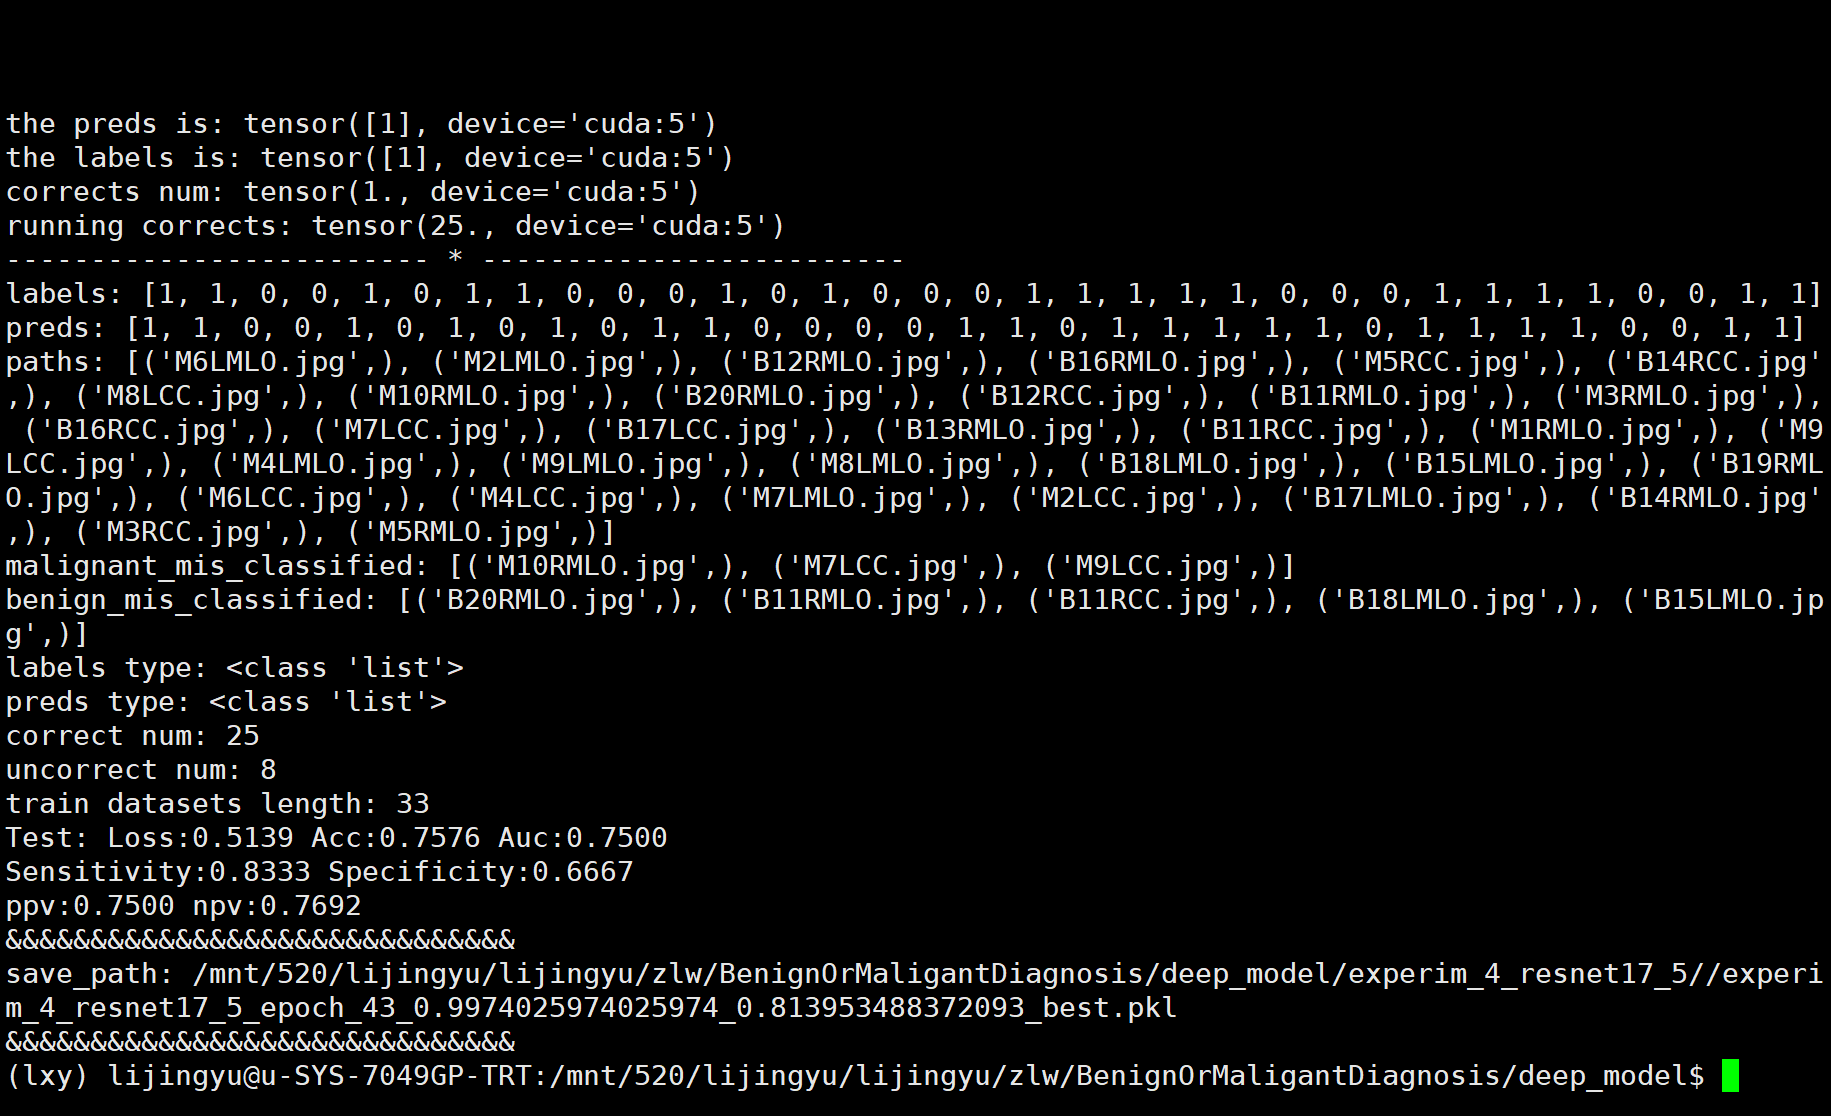 the preds is: tensor([1], device='cuda:5')
the labels is: tensor([1], device='cuda:5')
corrects num: tensor(1., device='cuda:5')
running corrects: tensor(25., device='cuda:5')
------------------------- * -------------------------
labels: [1, 1, 0, 0, 1, 0, 1, 1, 0, 0, 0, 1, 0, 1, 0, 0, 0, 1, 1, 1, 1, 1, 0, 0, 0, 1, 1, 1, 1, 0, 0, 1, 1]
preds: [1, 1, 0, 0, 1, 0, 1, 0, 1, 0, 1, 1, 0, 0, 0, 0, 1, 1, 0, 1, 1, 1, 1, 1, 0, 1, 1, 1, 1, 0, 0, 1, 1]
paths: [('M6LMLO.jpg',), ('M2LMLO.jpg',), ('B12RMLO.jpg',), ('B16RMLO.jpg',), ('M5RCC.jpg',), ('B14RCC.jpg'
,), ('M8LCC.jpg',), ('M10RMLO.jpg',), ('B20RMLO.jpg',), ('B12RCC.jpg',), ('B11RMLO.jpg',), ('M3RMLO.jpg',),
 ('B16RCC.jpg',), ('M7LCC.jpg',), ('B17LCC.jpg',), ('B13RMLO.jpg',), ('B11RCC.jpg',), ('M1RMLO.jpg',), ('M9
LCC.jpg',), ('M4LMLO.jpg',), ('M9LMLO.jpg',), ('M8LMLO.jpg',), ('B18LMLO.jpg',), ('B15LMLO.jpg',), ('B19RML
O.jpg',), ('M6LCC.jpg',), ('M4LCC.jpg',), ('M7LMLO.jpg',), ('M2LCC.jpg',), ('B17LMLO.jpg',), ('B14RMLO.jpg'
,), ('M3RCC.jpg',), ('M5RMLO.jpg',)]
malignant_mis_classified: [('M10RMLO.jpg',), ('M7LCC.jpg',), ('M9LCC.jpg',)]
benign_mis_classified: [('B20RMLO.jpg',), ('B11RMLO.jpg',), ('B11RCC.jpg',), ('B18LMLO.jpg',), ('B15LMLO.jp
g',)]
labels type: <class 'list'>
preds type: <class 'list'>
correct num: 25
uncorrect num: 8
train datasets length: 33
Test: Loss:0.5139 Acc:0.7576 Auc:0.7500
Sensitivity:0.8333 Specificity:0.6667
ppv:0.7500 npv:0.7692
&&&&&&&&&&&&&&&&&&&&&&&&&&&&&&
save_path: /mnt/520/lijingyu/lijingyu/zlw/BenignOrMaligantDiagnosis/deep_model/experim_4_resnet17_5//experi
m_4_resnet17_5_epoch_43_0.9974025974025974_0.813953488372093_best.pkl
&&&&&&&&&&&&&&&&&&&&&&&&&&&&&&
(lxy) lijingyu@u-SYS-7049GP-TRT:/mnt/520/lijingyu/lijingyu/zlw/BenignOrMaligantDiagnosis/deep_model$